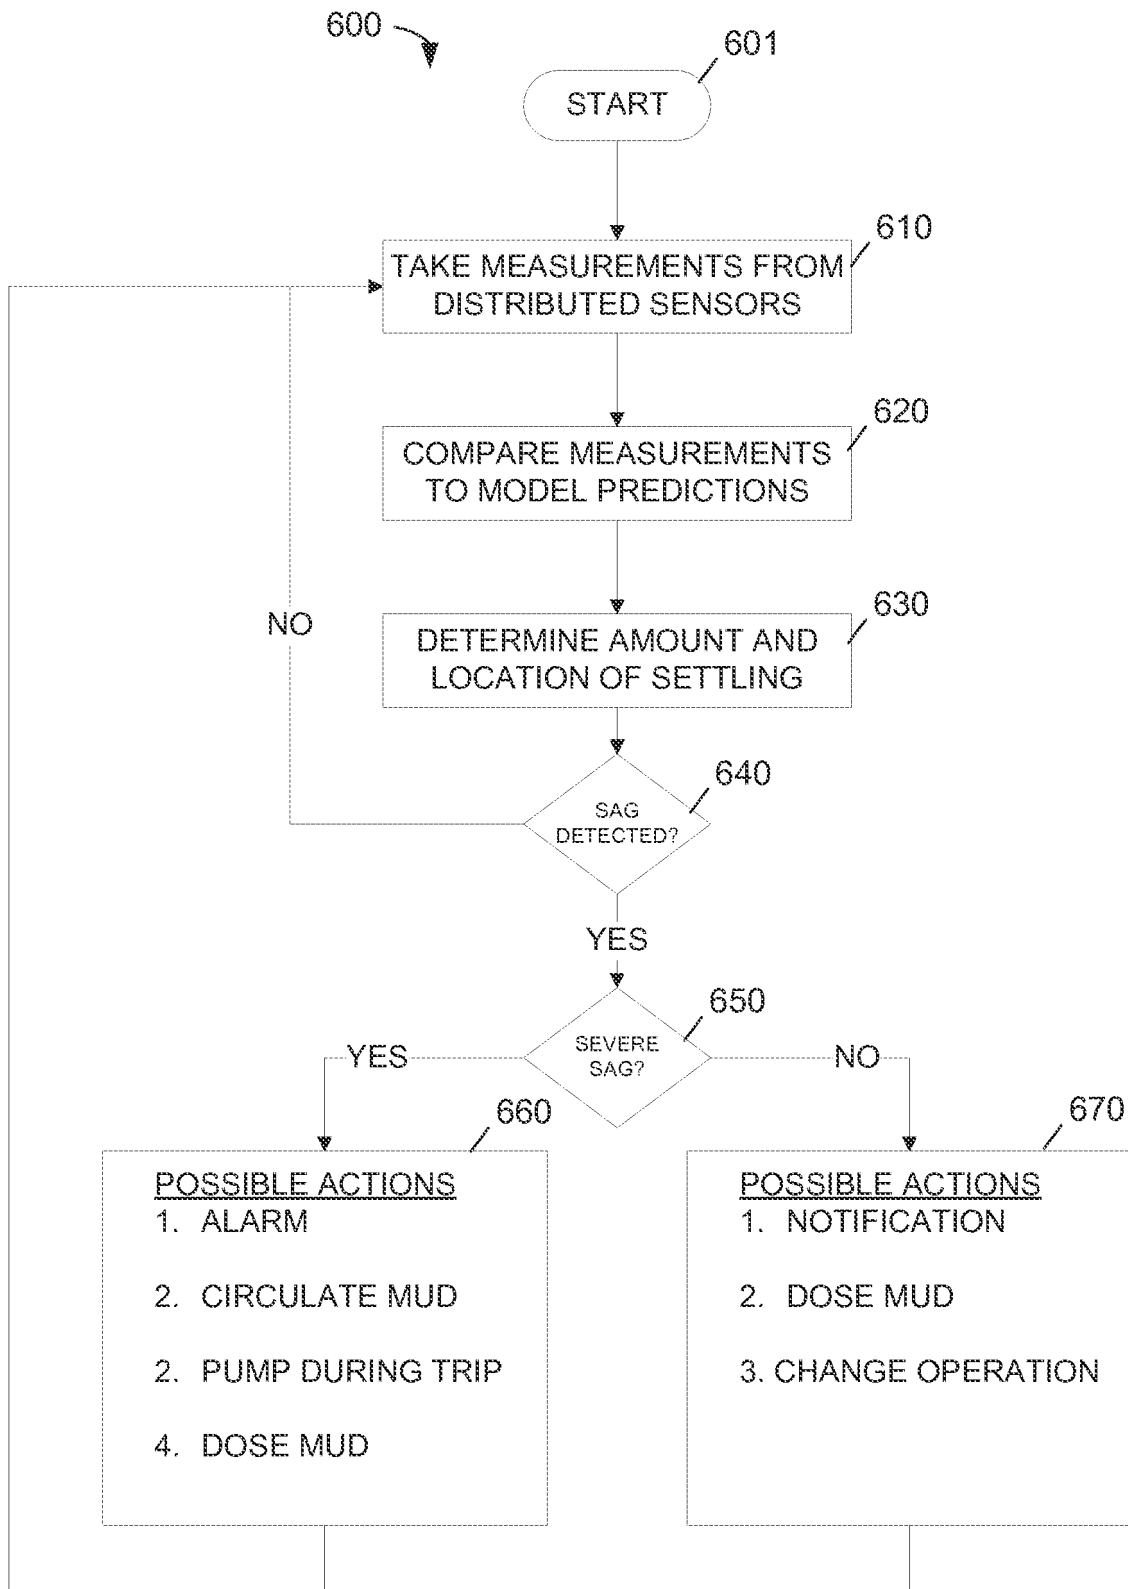 600
601
START
610
TAKE MEASUREMENTS FROM
DISTRIBUTED SENSORS
620
COMPARE MEASUREMENTS
TO MODEL PREDICTIONS
630
NO
DETERMINE AMOUNT AND
LOCATION OF SETTLING
640
SAG
DETECTED?
YES
650
SEVERE
SAG?
YES
NO
660
POSSIBLE ACTIONS
1. ALARM
2. CIRCULATE MUD
2. PUMP DURING TRIP
4. DOSE MUD
670
POSSIBLE ACTIONS
1. NOTIFICATION
2. DOSE MUD
3. CHANGE OPERATION